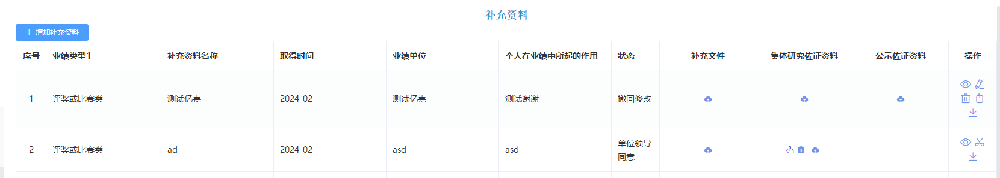 补充资料
增加补充资料
序号 业绩类型1 补充资料名称 取得时间 业绩单位 个人在业绩中所起的作用 状态 补充文件 集体研究佐证资料 公示佐证资料 操作
1 评奖或比赛类 测试亿嘉 2024-02 测试亿嘉 测试谢谢 撤回修改
2 评奖或比赛类 ad 2024-02 asd asd 单位领导
同意